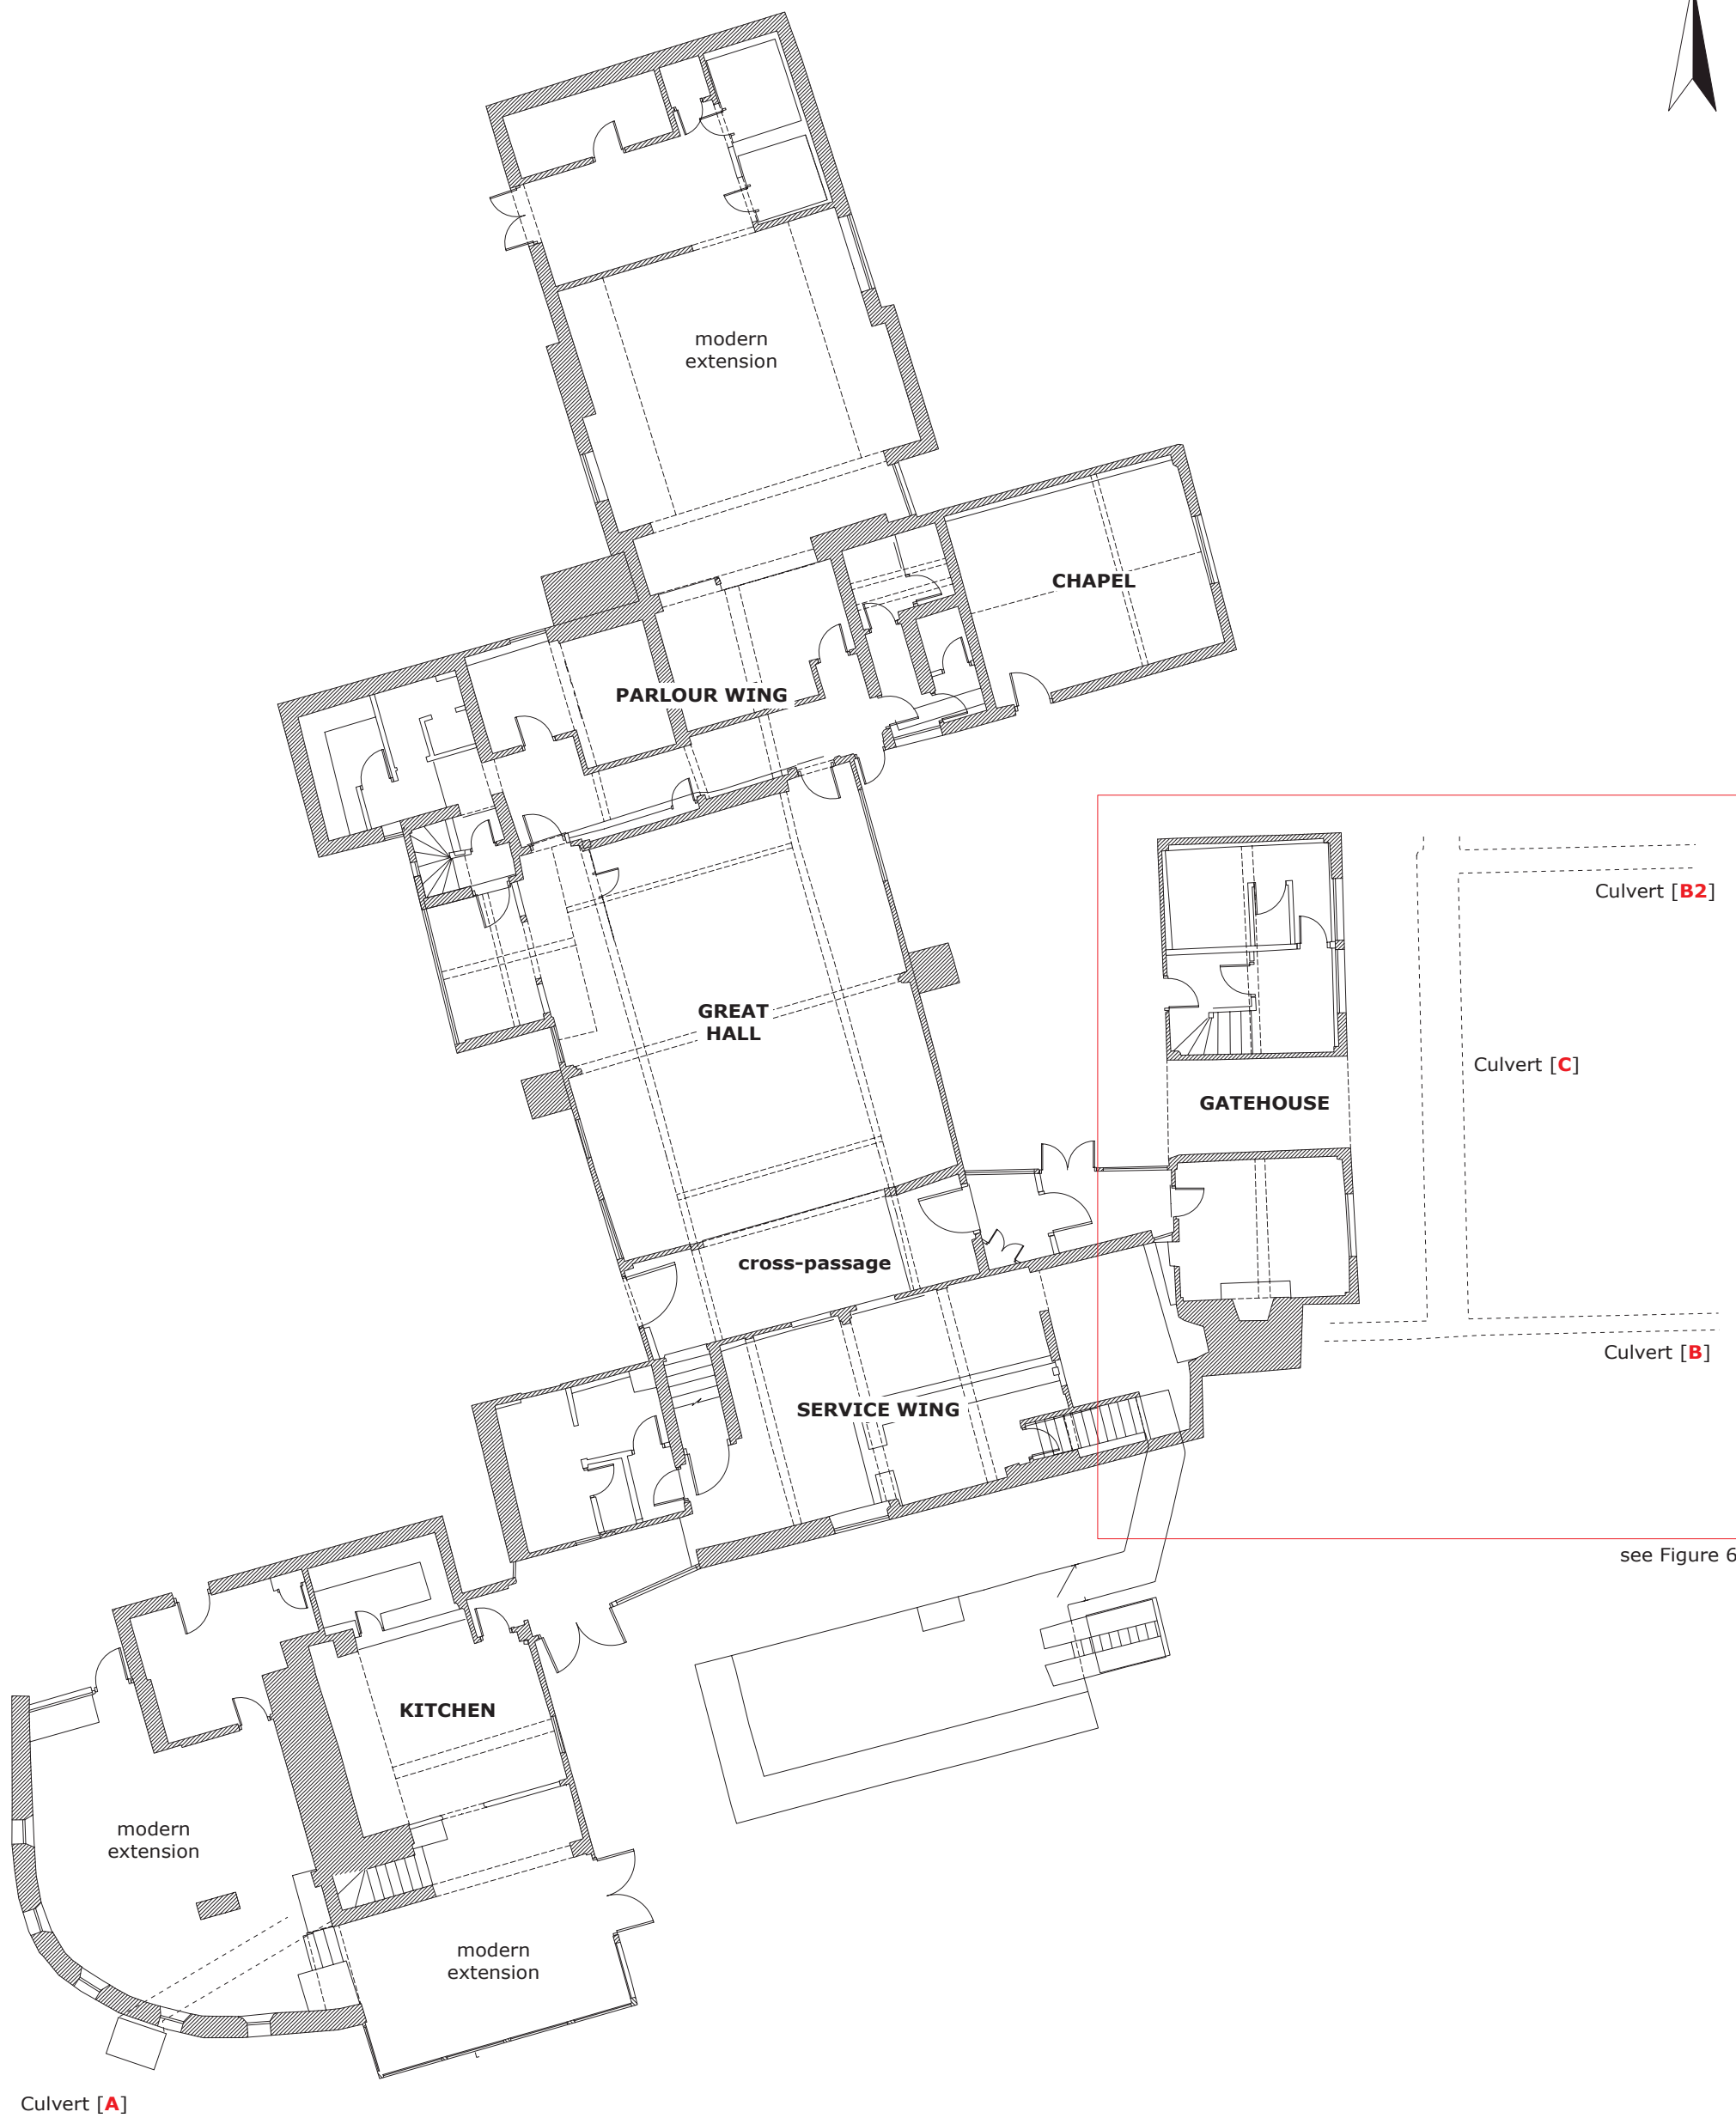 modern
extension
CHAPEL
PARLOUR WING
Culvert [B2]
GREAT
HALL
Culvert [C]
GATEHOUSE
cross-passage
Culvert [B]
SERVICE WING
see Figure 6
KITCHEN
modern
extension
modern
extension
Culvert [A]